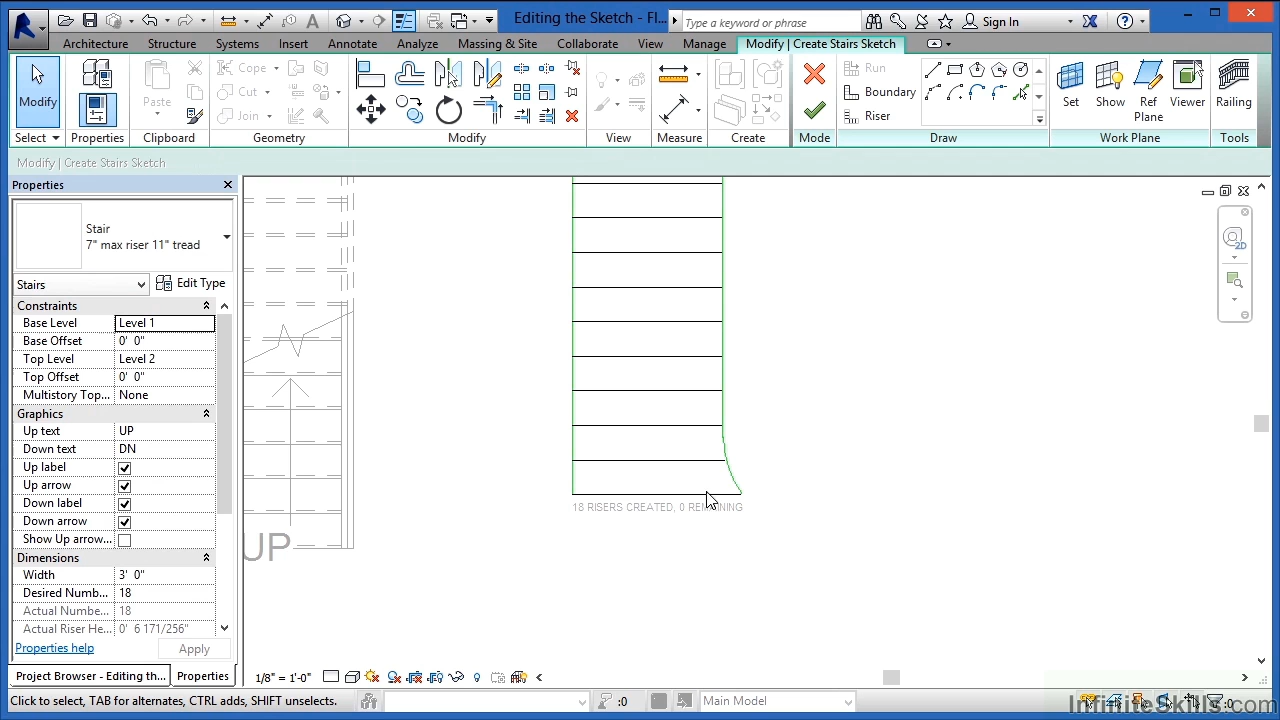 Editing the Sketch - Fl...
Type a keyword or phrase
Sign In
Architecture Structure Systems Insert Annotate Analyze Massing & Site Collaborate View Manage Modify | Create Stairs Sketch
Modify
Properties
Paste
Cope
Cut
Join
Run
Boundary
Riser
Set Show Ref Plane Viewer Railing
Select Properties Clipboard Geometry Modify View Measure Create Mode Draw Work Plane Tools
Modify | Create Stairs Sketch
Properties
Stair
7" max riser 11" tread
Stairs Edit Type
Constraints
Base Level Level 1
Base Offset 0' 0"
Top Level Level 2
Top Offset 0' 0"
Multistory Top... None
Graphics
Up text UP
Down text DN
Up label
Up arrow
Down label
Down arrow
Show Up arrow...
Dimensions
Width 3' 0"
Desired Numb... 18
Actual Numbe... 18
Actual Riser He... 0' 6 171/256"
Properties help Apply
Project Browser - Editing th... Properties
UP
18 RISERS CREATED, 0 REMAINING
2D
1/8" = 1'-0"
Click to select, TAB for alternates, CTRL adds, SHIFT unselects.
:0
Main Model
:0
InfiniteSkills.com